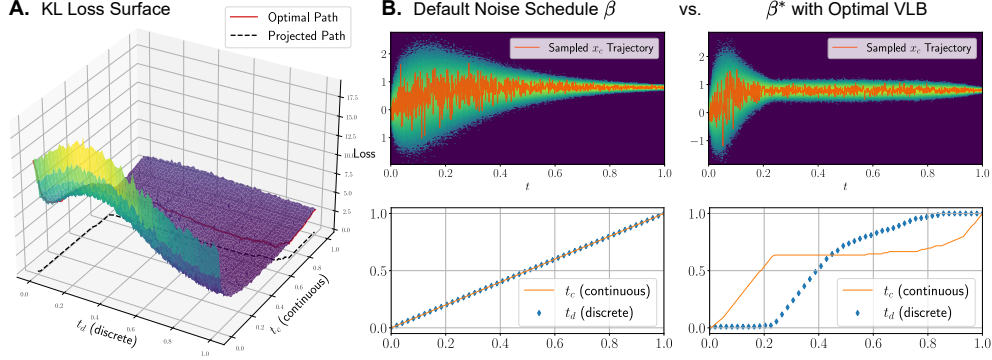 A. KL Loss Surface
Optimal Path
Projected Path
17.5
15.0
12.5
10.0
Loss
7.5
5.0
2.5
0.0
0.0
0.2
0.4
0.6
0.8
1.0
t_d (discrete)
0.0
0.2
0.4
0.6
0.8
1.0
t_c (continuous)
B. Default Noise Schedule β vs. β* with Optimal VLB
Sampled x_c Trajectory
2
1
0
1
0.0 0.2 0.4 0.6 0.8 1.0
t
Sampled x_c Trajectory
2
1
0
−1
0.0 0.2 0.4 0.6 0.8 1.0
t
1.0
0.5
0.0
t_c (continuous)
t_d (discrete)
0.0 0.2 0.4 0.6 0.8 1.0
1.0
0.5
0.0
t_c (continuous)
t_d (discrete)
0.0 0.2 0.4 0.6 0.8 1.0